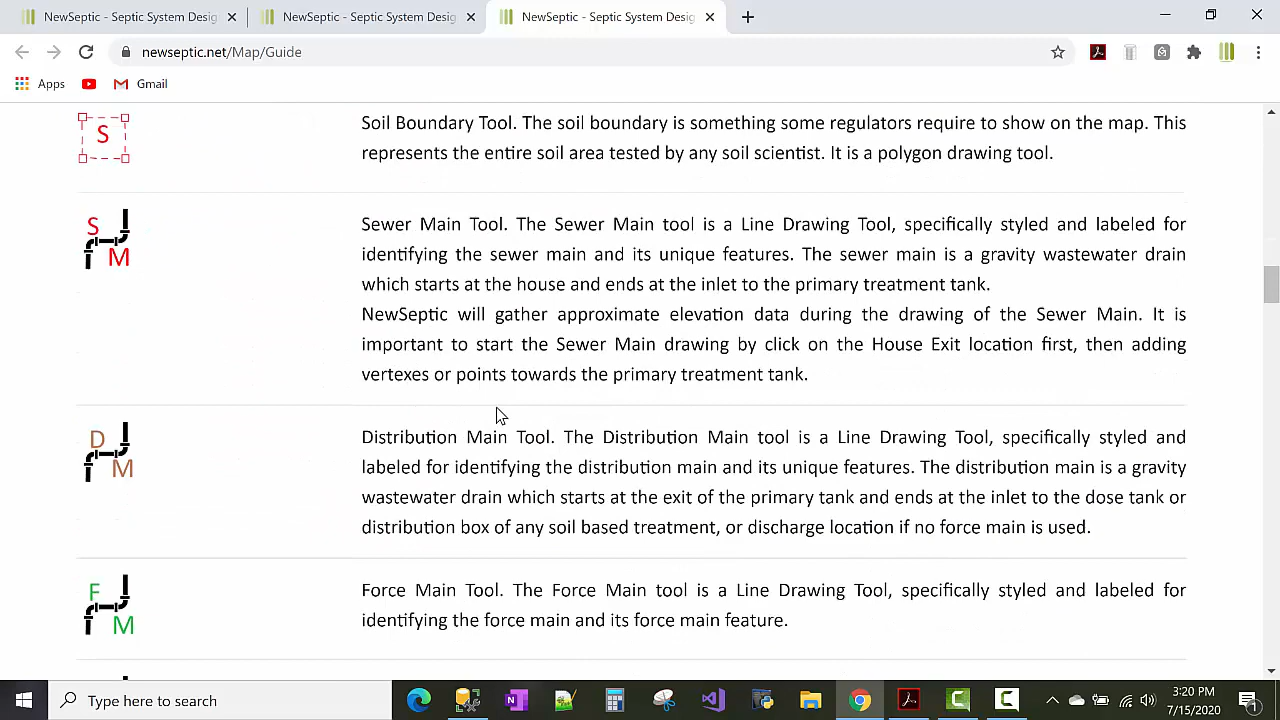 NewSeptic - Septic System Desig
NewSeptic - Septic System Desig
NewSeptic - Septic System Desig
newseptic.net/Map/Guide
Apps
Gmail
S
Soil Boundary Tool. The soil boundary is something some regulators require to show on the map. This
represents the entire soil area tested by any soil scientist. It is a polygon drawing tool.
S
M
Sewer Main Tool. The Sewer Main tool is a Line Drawing Tool, specifically styled and labeled for
identifying the sewer main and its unique features. The sewer main is a gravity wastewater drain
which starts at the house and ends at the inlet to the primary treatment tank.
NewSeptic will gather approximate elevation data during the drawing of the Sewer Main. It is
important to start the Sewer Main drawing by click on the House Exit location first, then adding
vertexes or points towards the primary treatment tank.
D
M
Distribution Main Tool. The Distribution Main tool is a Line Drawing Tool, specifically styled and
labeled for identifying the distribution main and its unique features. The distribution main is a gravity
wastewater drain which starts at the exit of the primary tank and ends at the inlet to the dose tank or
distribution box of any soil based treatment, or discharge location if no force main is used.
F
M
Force Main Tool. The Force Main tool is a Line Drawing Tool, specifically styled and labeled for
identifying the force main and its force main feature.
Type here to search
3:20 PM
7/15/2020
1